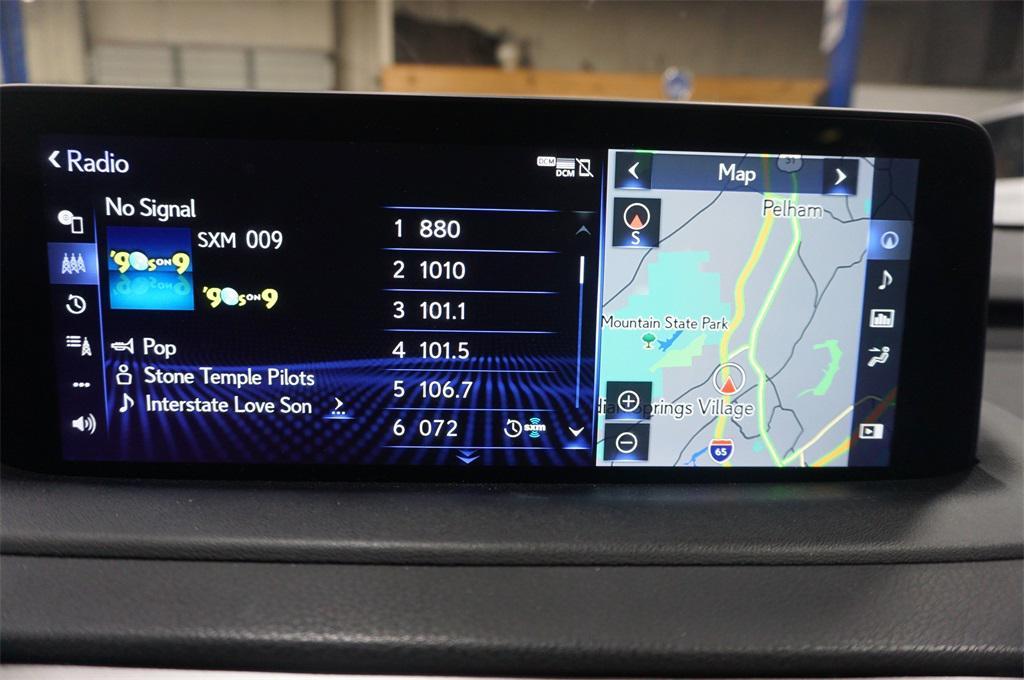 Radio
DCM
DCM
No Signal
SXM 009
'90s ON 9
'90s ON 9
Pop
Stone Temple Pilots
Interstate Love Son
1 880
2 1010
3 101.1
4 101.5
5 106.7
6 072
sxm
Map
31
Pelham
S
Mountain State Park
Springs Village
65